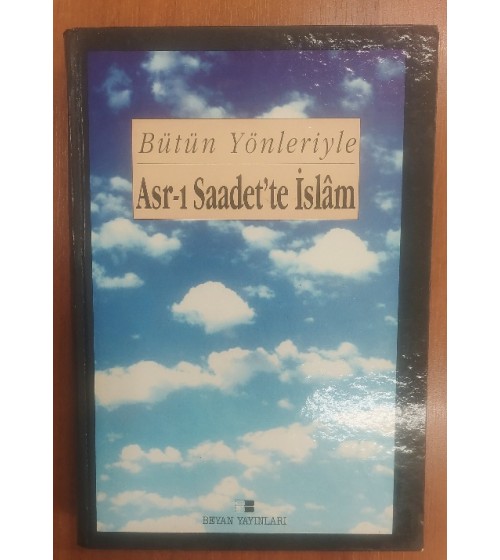 Bütün Yönleriyle
Asr-ı Saadet'te İslâm
BEYAN YAYINLARI